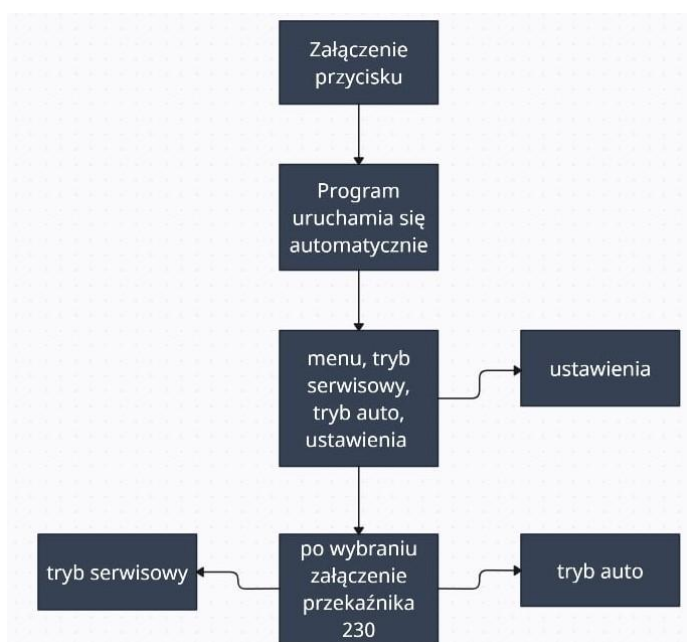 Załączenie
przycisku
Program
uruchamia się
automatycznie
menu, tryb
serwisowy,
tryb auto,
ustawienia
ustawienia
tryb serwisowy
po wybraniu
załączenie
przekaźnika
230
tryb auto